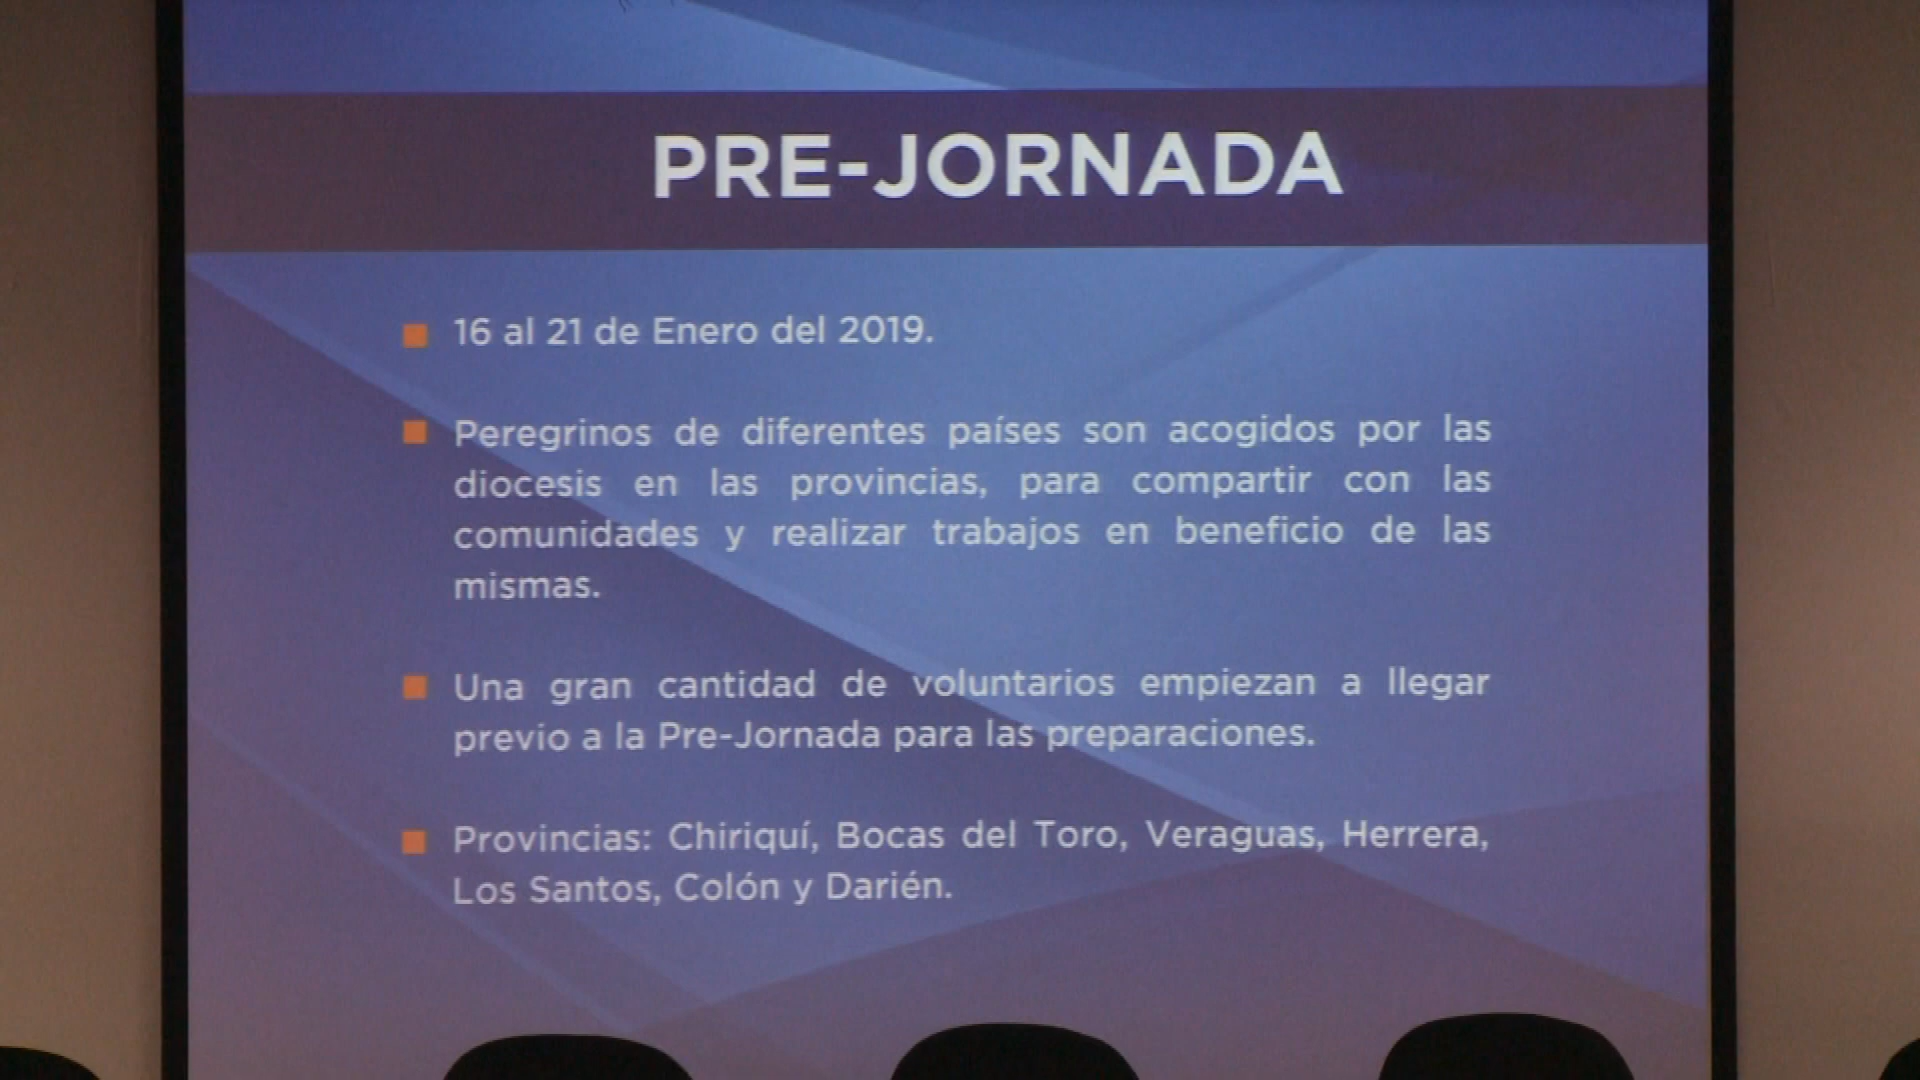 PRE-JORNADA
16 al 21 de Enero del 2019.
Peregrinos de diferentes países son acogidos por las
diocesis en las provincias, para compartir con las
comunidades y realizar trabajos en beneficio de las
mismas.
Una gran cantidad de voluntarios empiezan a llegar
previo a la Pre-Jornada para las preparaciones.
Provincias: Chiriquí, Bocas del Toro, Veraguas, Herrera,
Los Santos, Colón y Darién.